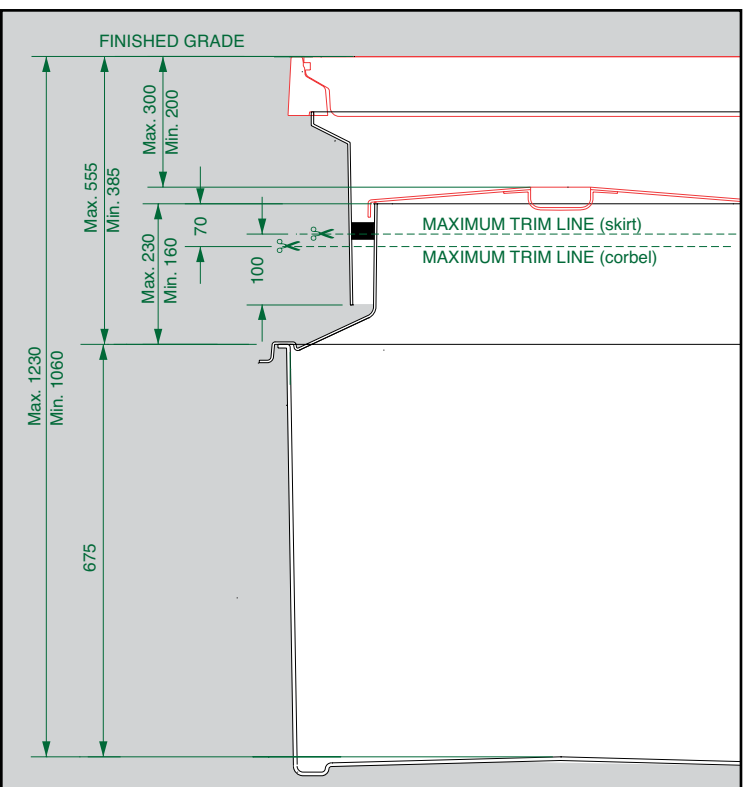 FINISHED GRADE
Max. 300
Min. 200
Max. 555
Min. 385
70
Max. 230
Min. 160
100
MAXIMUM TRIM LINE (skirt)
MAXIMUM TRIM LINE (corbel)
Max. 1230
Min. 1060
675